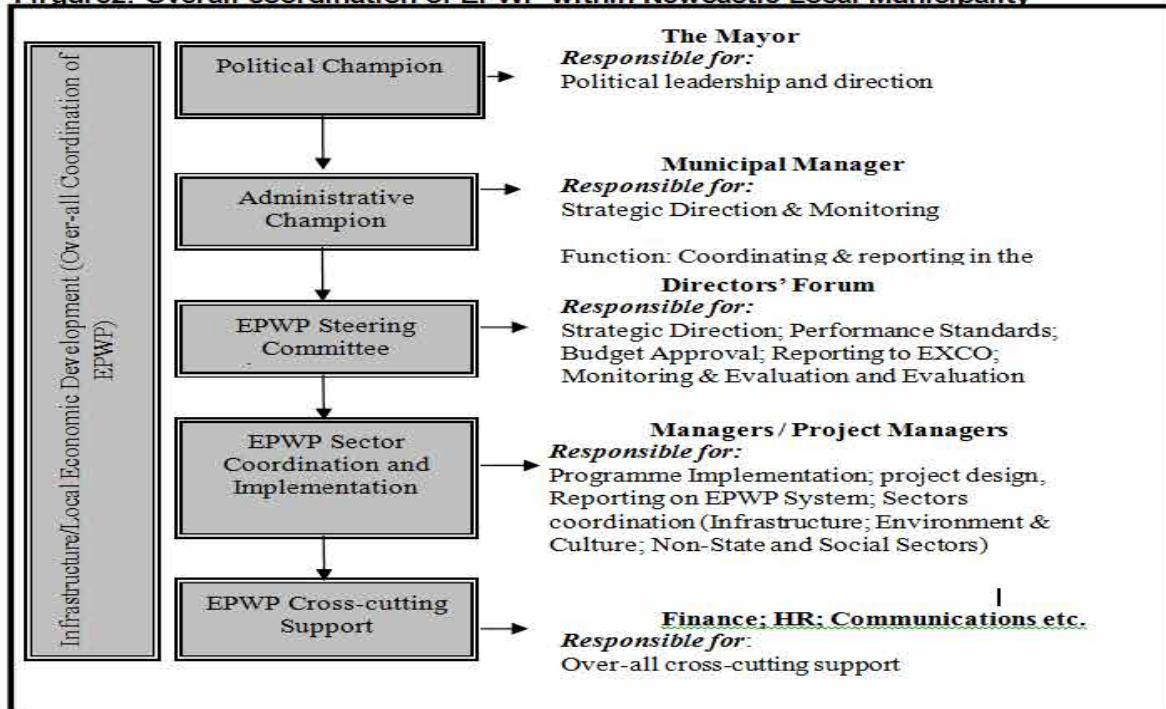 Firgure2: Overall coordination of EPWP within Newcastle Local Municipality
Infrastructure/Local Economic Development (Over-all Coordination of
EPWP)
Political Champion
The Mayor
Responsible for:
Political leadership and direction
Administrative
Champion
Municipal Manager
Responsible for:
Strategic Direction & Monitoring
Function: Coordinating & reporting in the
EPWP Steering
Committee
Directors' Forum
Responsible for:
Strategic Direction; Performance Standards;
Budget Approval; Reporting to EXCO;
Monitoring & Evaluation and Evaluation
EPWP Sector
Coordination and
Implementation
Managers / Project Managers
Responsible for:
Programme Implementation; project design,
Reporting on EPWP System; Sectors
coordination (Infrastructure; Environment &
Culture; Non-State and Social Sectors)
EPWP Cross-cutting
Support
Finance; HR; Communications etc.
Responsible for:
Over-all cross-cutting support